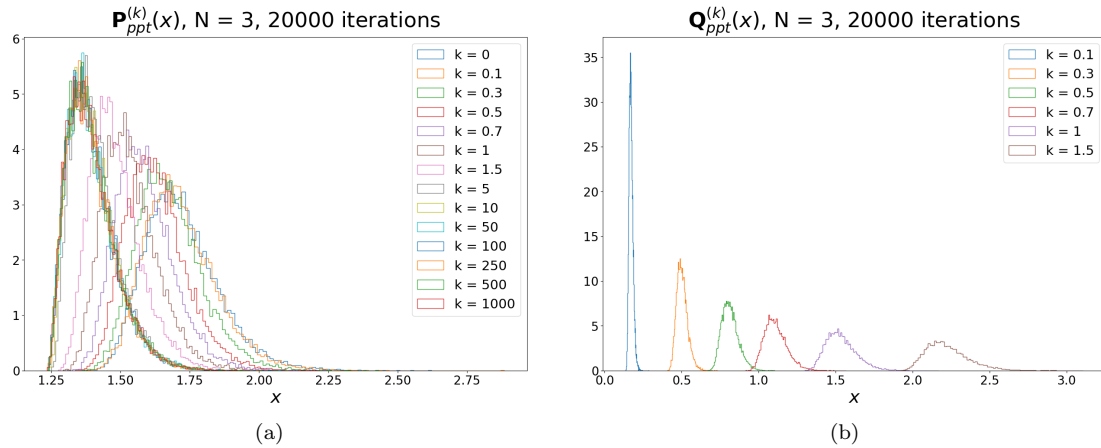 P_ppt^(k)(x), N = 3, 20000 iterations
6
5
4
3
2
1
0
1.25 1.50 1.75 2.00 2.25 2.50 2.75
x
k = 0
k = 0.1
k = 0.3
k = 0.5
k = 0.7
k = 1
k = 1.5
k = 5
k = 10
k = 50
k = 100
k = 250
k = 500
k = 1000
(a)
Q_ppt^(k)(x), N = 3, 20000 iterations
35
30
25
20
15
10
5
0
0.0 0.5 1.0 1.5 2.0 2.5 3.0
x
k = 0.1
k = 0.3
k = 0.5
k = 0.7
k = 1
k = 1.5
(b)